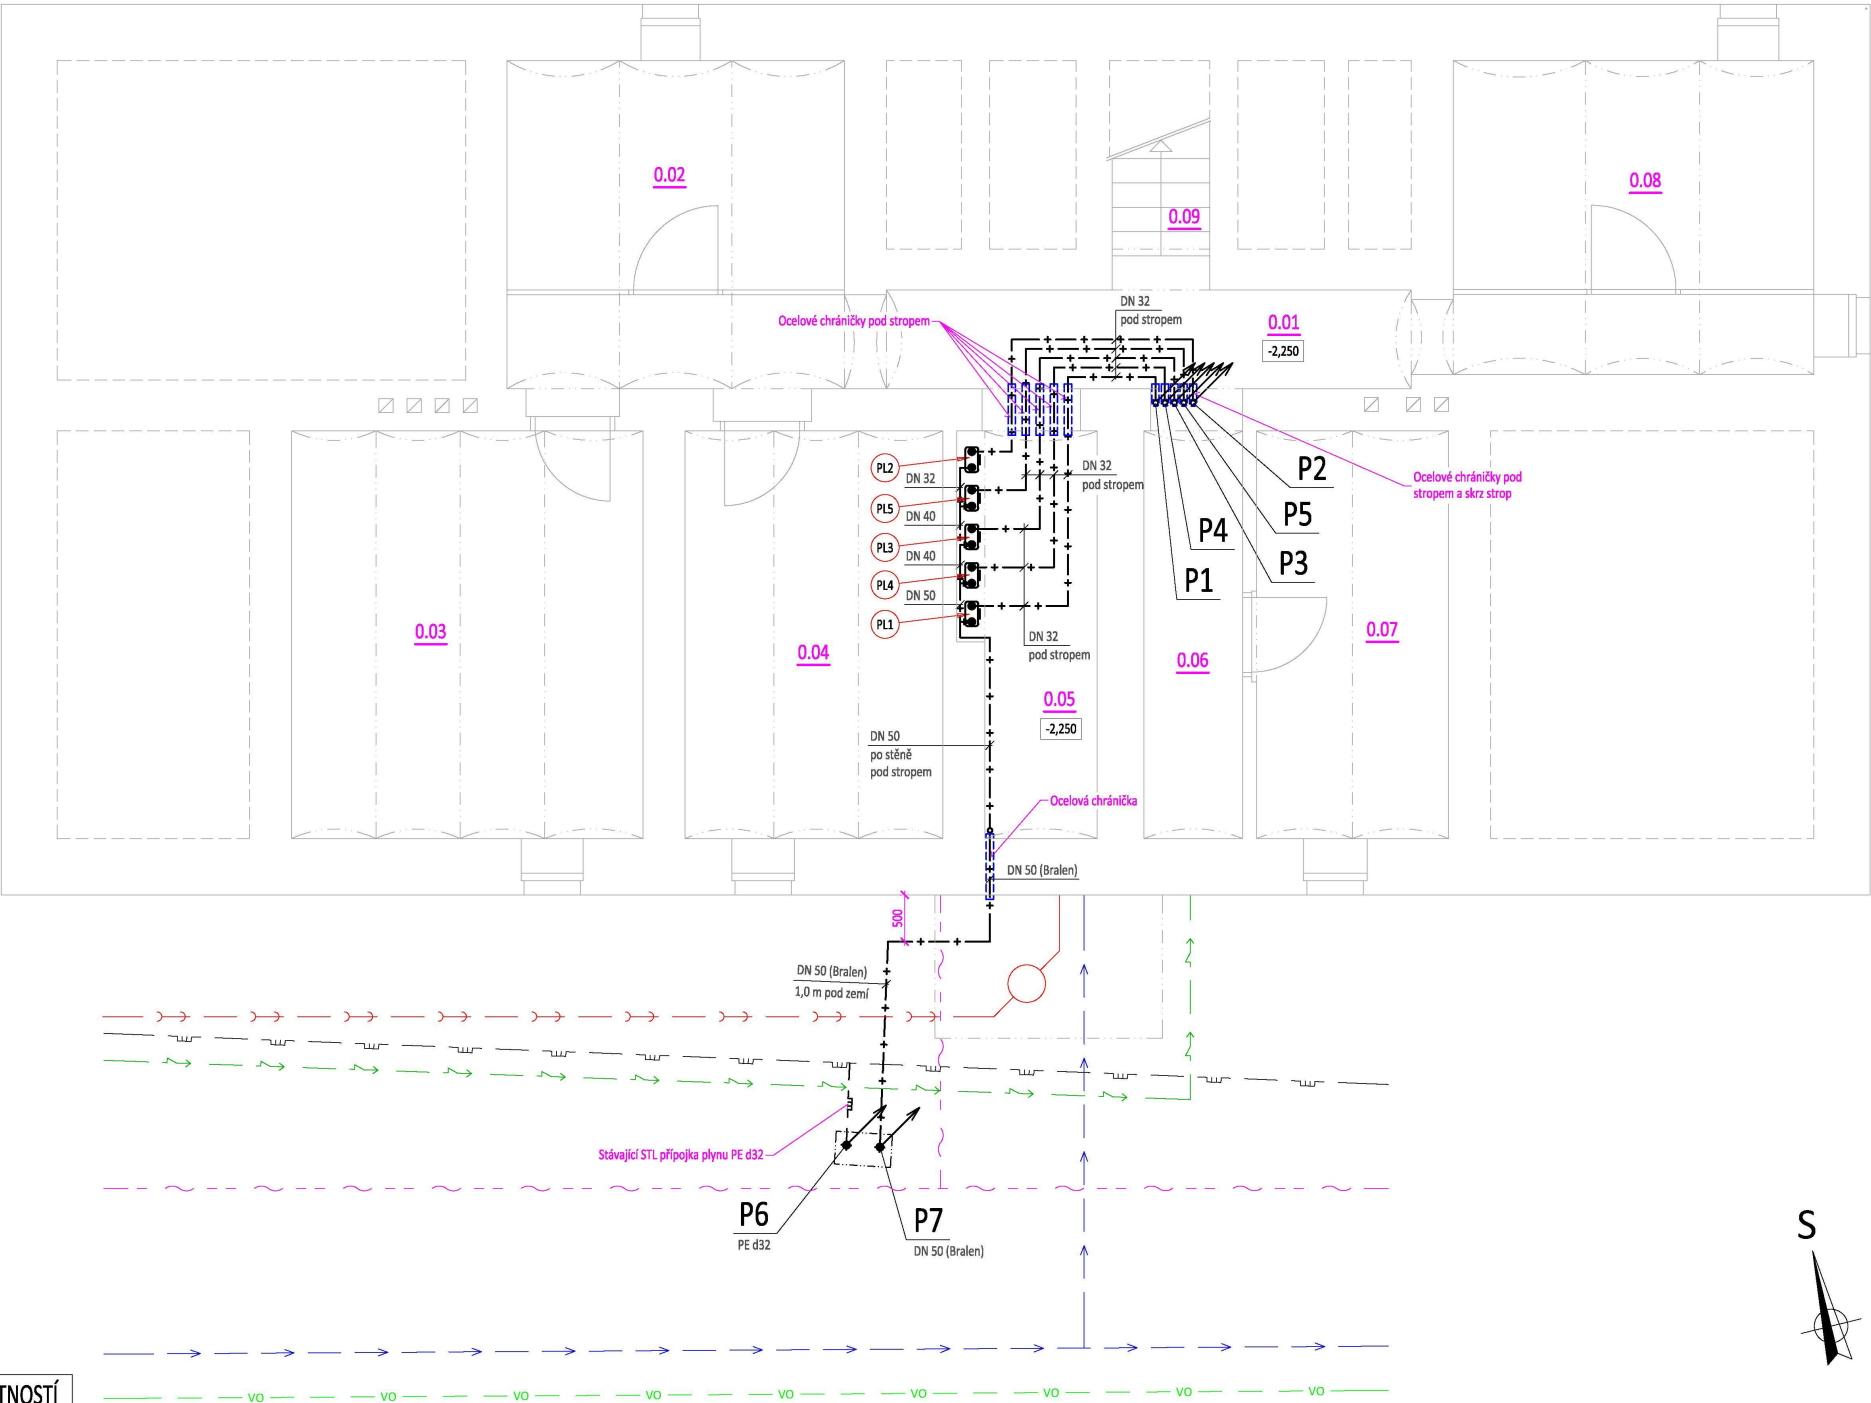 0.02
0.08
0.09
DN 32
pod stropem
Ocelové chráničky pod stropem
0.01
-2,250
PL2
DN 32
PL5
DN 40
PL3
DN 40
PL4
DN 50
PL1
DN 32
pod stropem
P2
Ocelové chráničky pod
stropem a skrz strop
P5
P4
P3
P1
DN 32
pod stropem
0.03
0.04
0.05
-2,250
0.06
0.07
DN 50
po stěně
pod stropem
Ocelová chránička
DN 50 (Bralen)
500
DN 50 (Bralen)
1,0 m pod zemí
Stávající STL přípojka plynu PE d32
P6
PE d32
P7
DN 50 (Bralen)
S
TNOSTÍ
VO VO VO VO VO VO VO VO VO